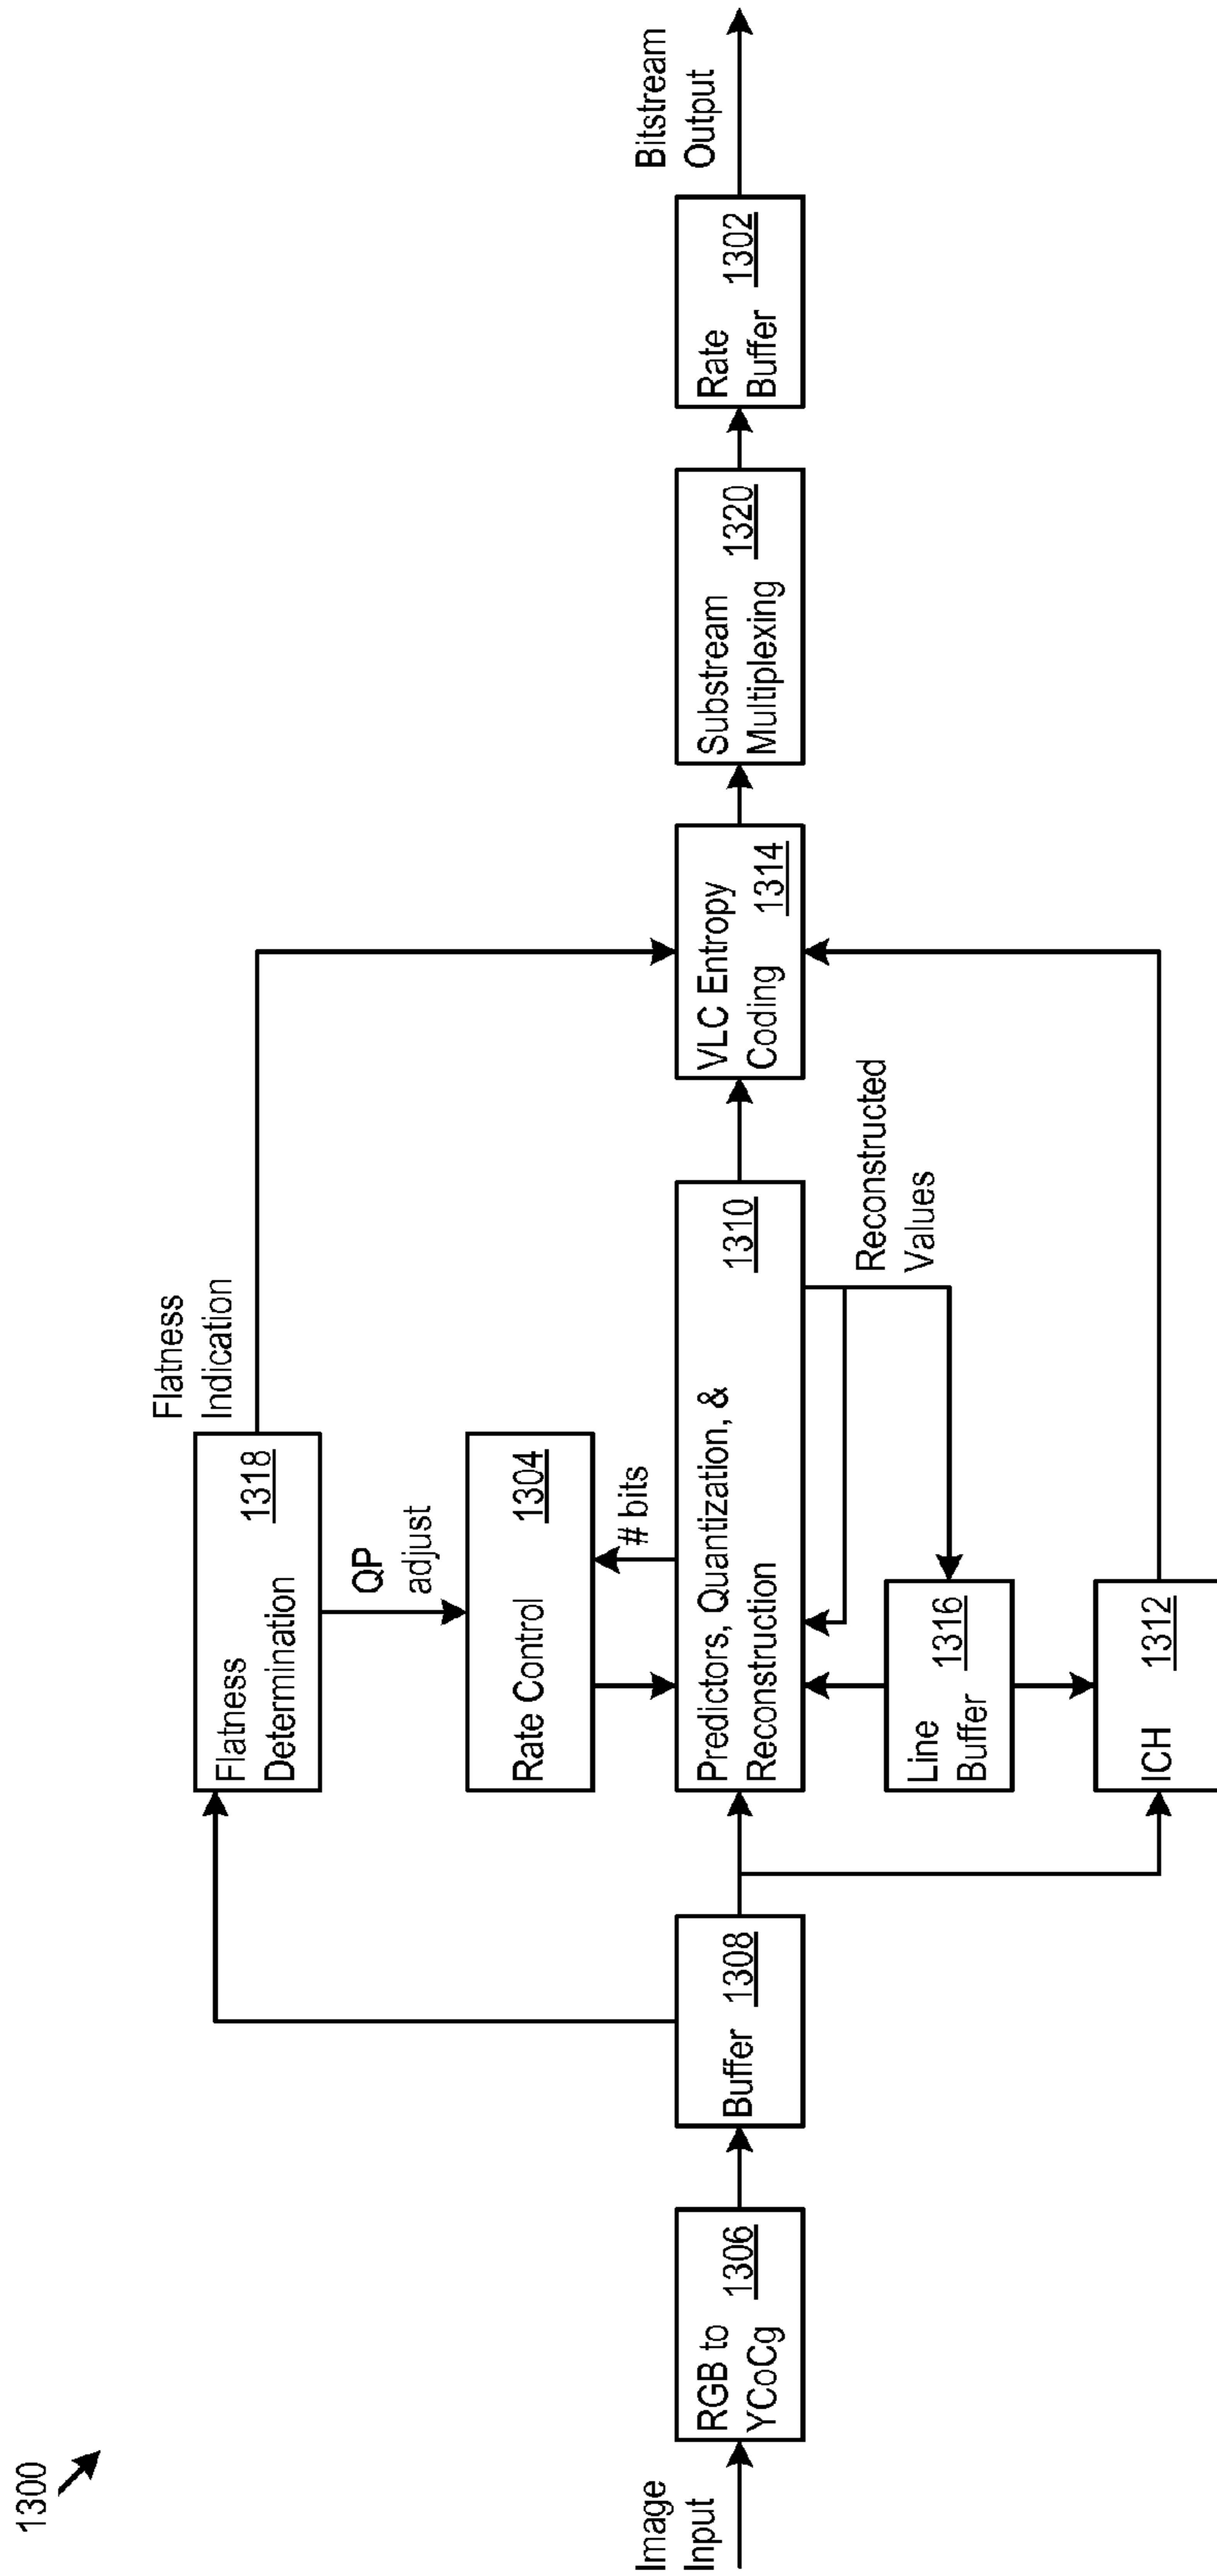 1300
Image
Input
RGB to
YCoCg
1306
Buffer
1308
Flatness
Determination
1318
Flatness
Indication
QP
adjust
Rate Control
1304
# bits
Predictors, Quantization, &
Reconstruction
1310
Reconstructed
Values
Line
Buffer
1316
ICH
1312
VLC Entropy
Coding
1314
Substream
Multiplexing
1320
Rate
Buffer
1302
Bitstream
Output